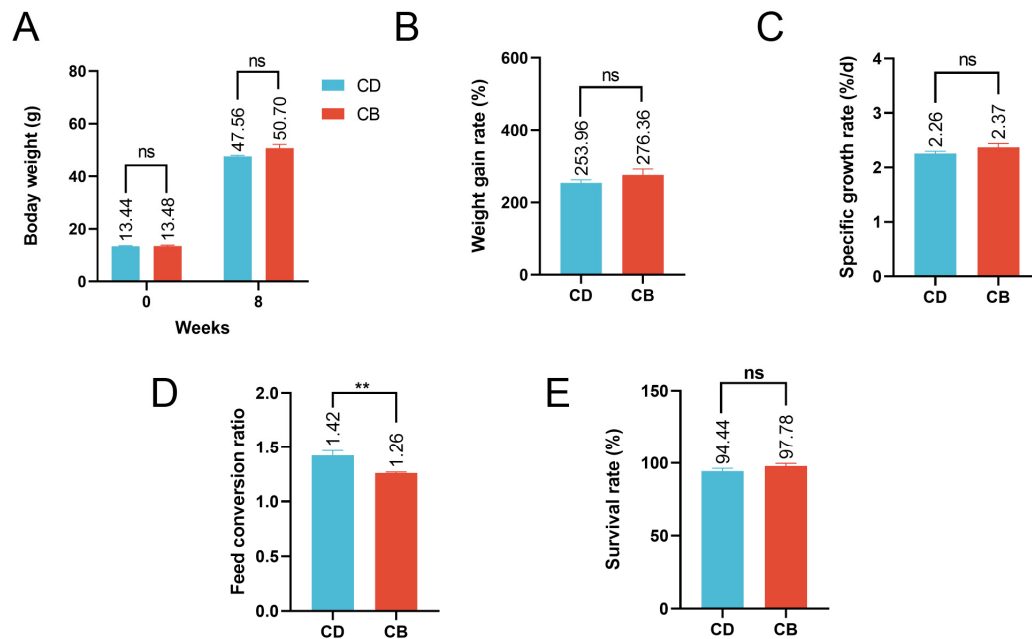 A
Boday weight (g)
80
60
40
20
0
ns
13.44
13.48
ns
47.56
50.70
0
8
Weeks
CD
CB
B
Weight gain rate (%)
600
400
200
0
ns
253.96
276.36
CD
CB
C
Specific growth rate (%/d)
4
3
2
1
0
ns
2.26
2.37
CD
CB
D
Feed conversion ratio
2.0
1.5
1.0
0.5
0.0
**
1.42
1.26
CD
CB
E
Survival rate (%)
150
100
50
0
ns
94.44
97.78
CD
CB